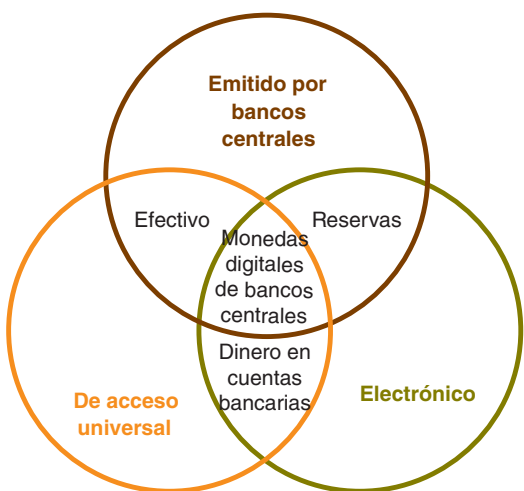 Emitido por
bancos
centrales
Efectivo
Reservas
Monedas
digitales
de bancos
centrales
Dinero en
cuentas
bancarias
De acceso
universal
Electrónico